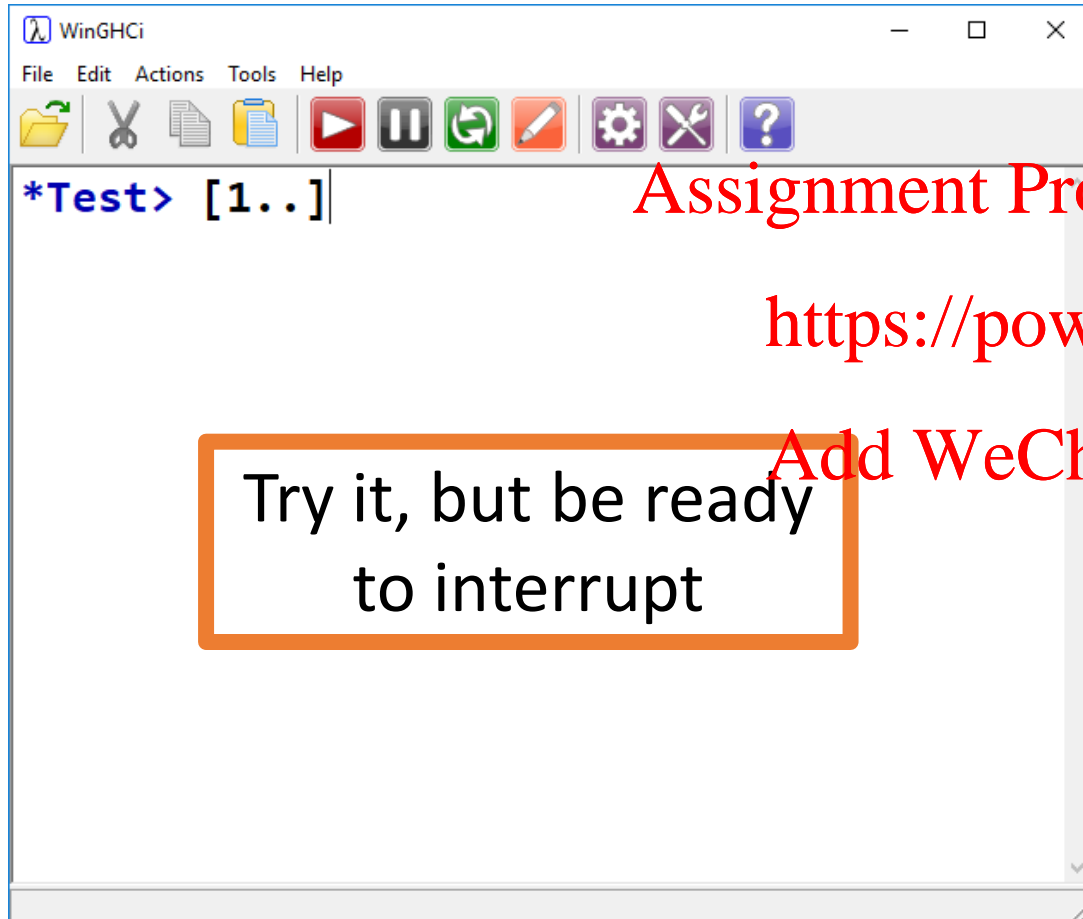 WinGHCi
File Edit Actions Tools Help
*Test> [1..]
Assignment Pro
https://pow
Add WeCh
Try it, but be ready
to interrupt